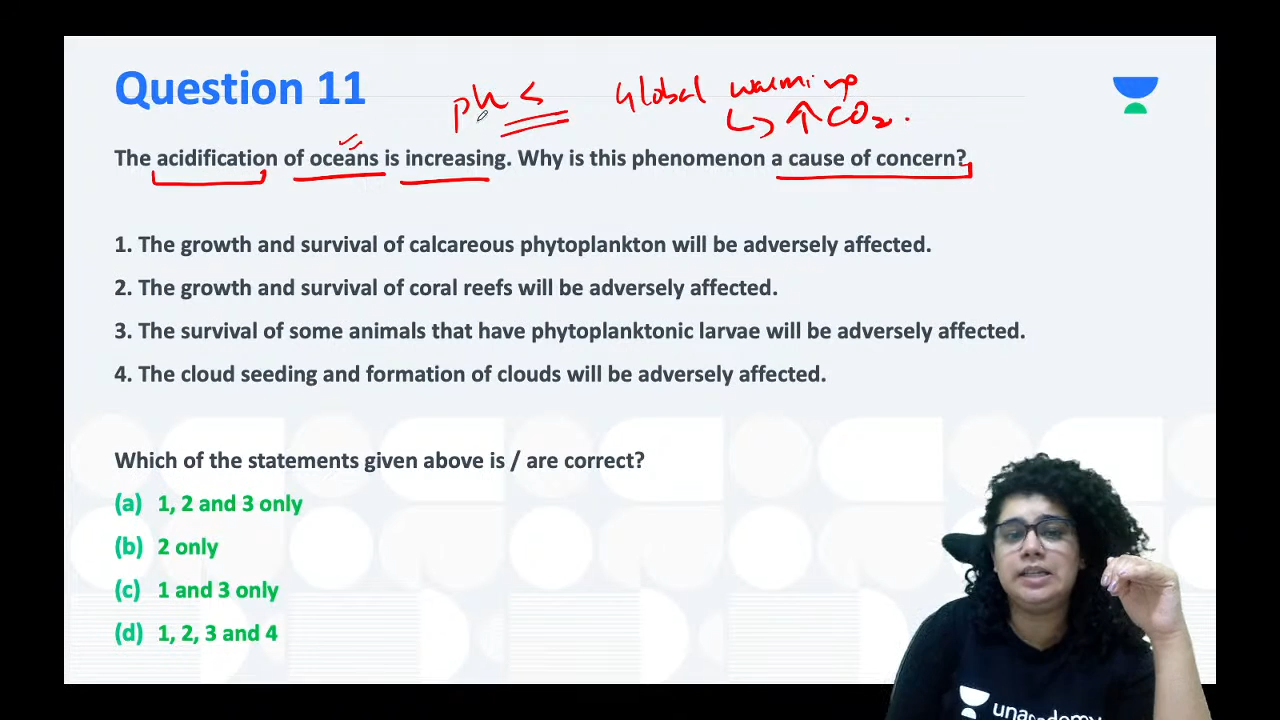 Question 11
ph < Global warming
↳ ↑CO2.
The acidification of oceans is increasing. Why is this phenomenon a cause of concern?
1. The growth and survival of calcareous phytoplankton will be adversely affected.
2. The growth and survival of coral reefs will be adversely affected.
3. The survival of some animals that have phytoplanktonic larvae will be adversely affected.
4. The cloud seeding and formation of clouds will be adversely affected.
Which of the statements given above is / are correct?
(a) 1, 2 and 3 only
(b) 2 only
(c) 1 and 3 only
(d) 1, 2, 3 and 4
unacademy